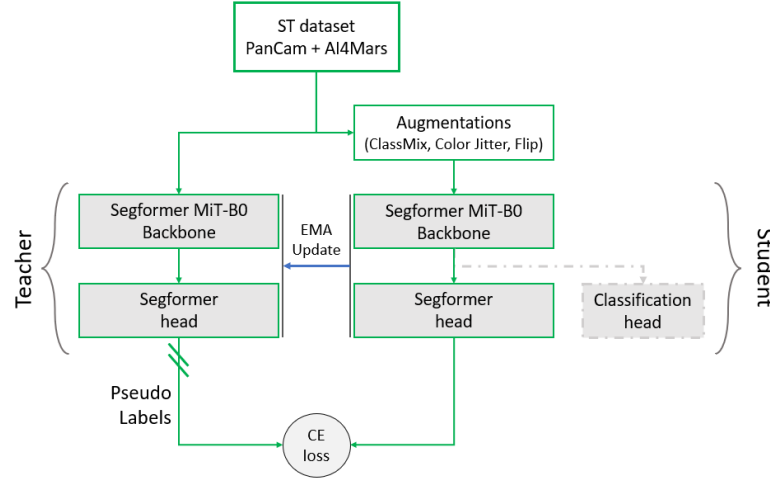 ST dataset
PanCam + AI4Mars
Augmentations
(ClassMix, Color Jitter, Flip)
Teacher
Segformer MiT-B0
Backbone
EMA
Update
Segformer MiT-B0
Backbone
Student
Segformer
head
Segformer
head
Classification
head
Pseudo
Labels
CE
loss